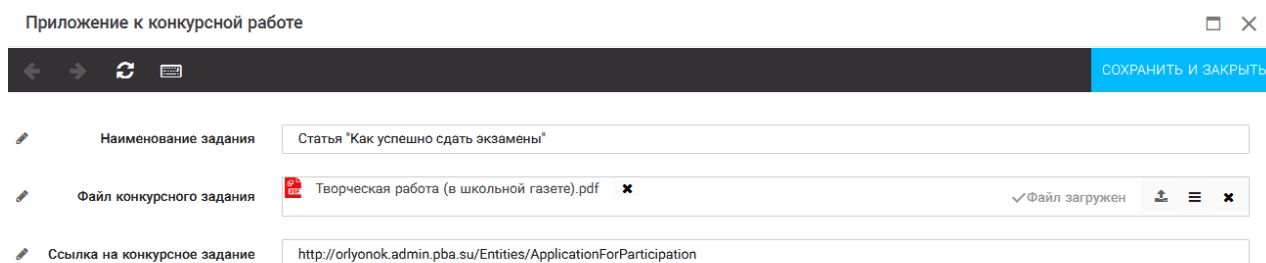 Приложение к конкурсной работе
СОХРАНИТЬ И ЗАКРЫТЬ
Наименование задания Статья "Как успешно сдать экзамены"
Файл конкурсного задания Творческая работа (в школьной газете).pdf Файл загружен
Ссылка на конкурсное задание http://orlyonok.admin.pba.su/Entities/ApplicationForParticipation